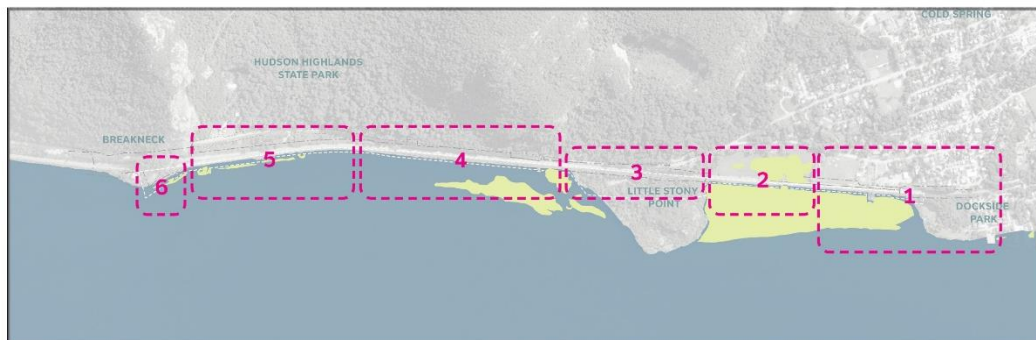 COLD SPRING
HUDSON HIGHLANDS
STATE PARK
BREAKNECK
6
5
4
3
2
1
LITTLE STONY
POINT
DOCKSIDE
PARK